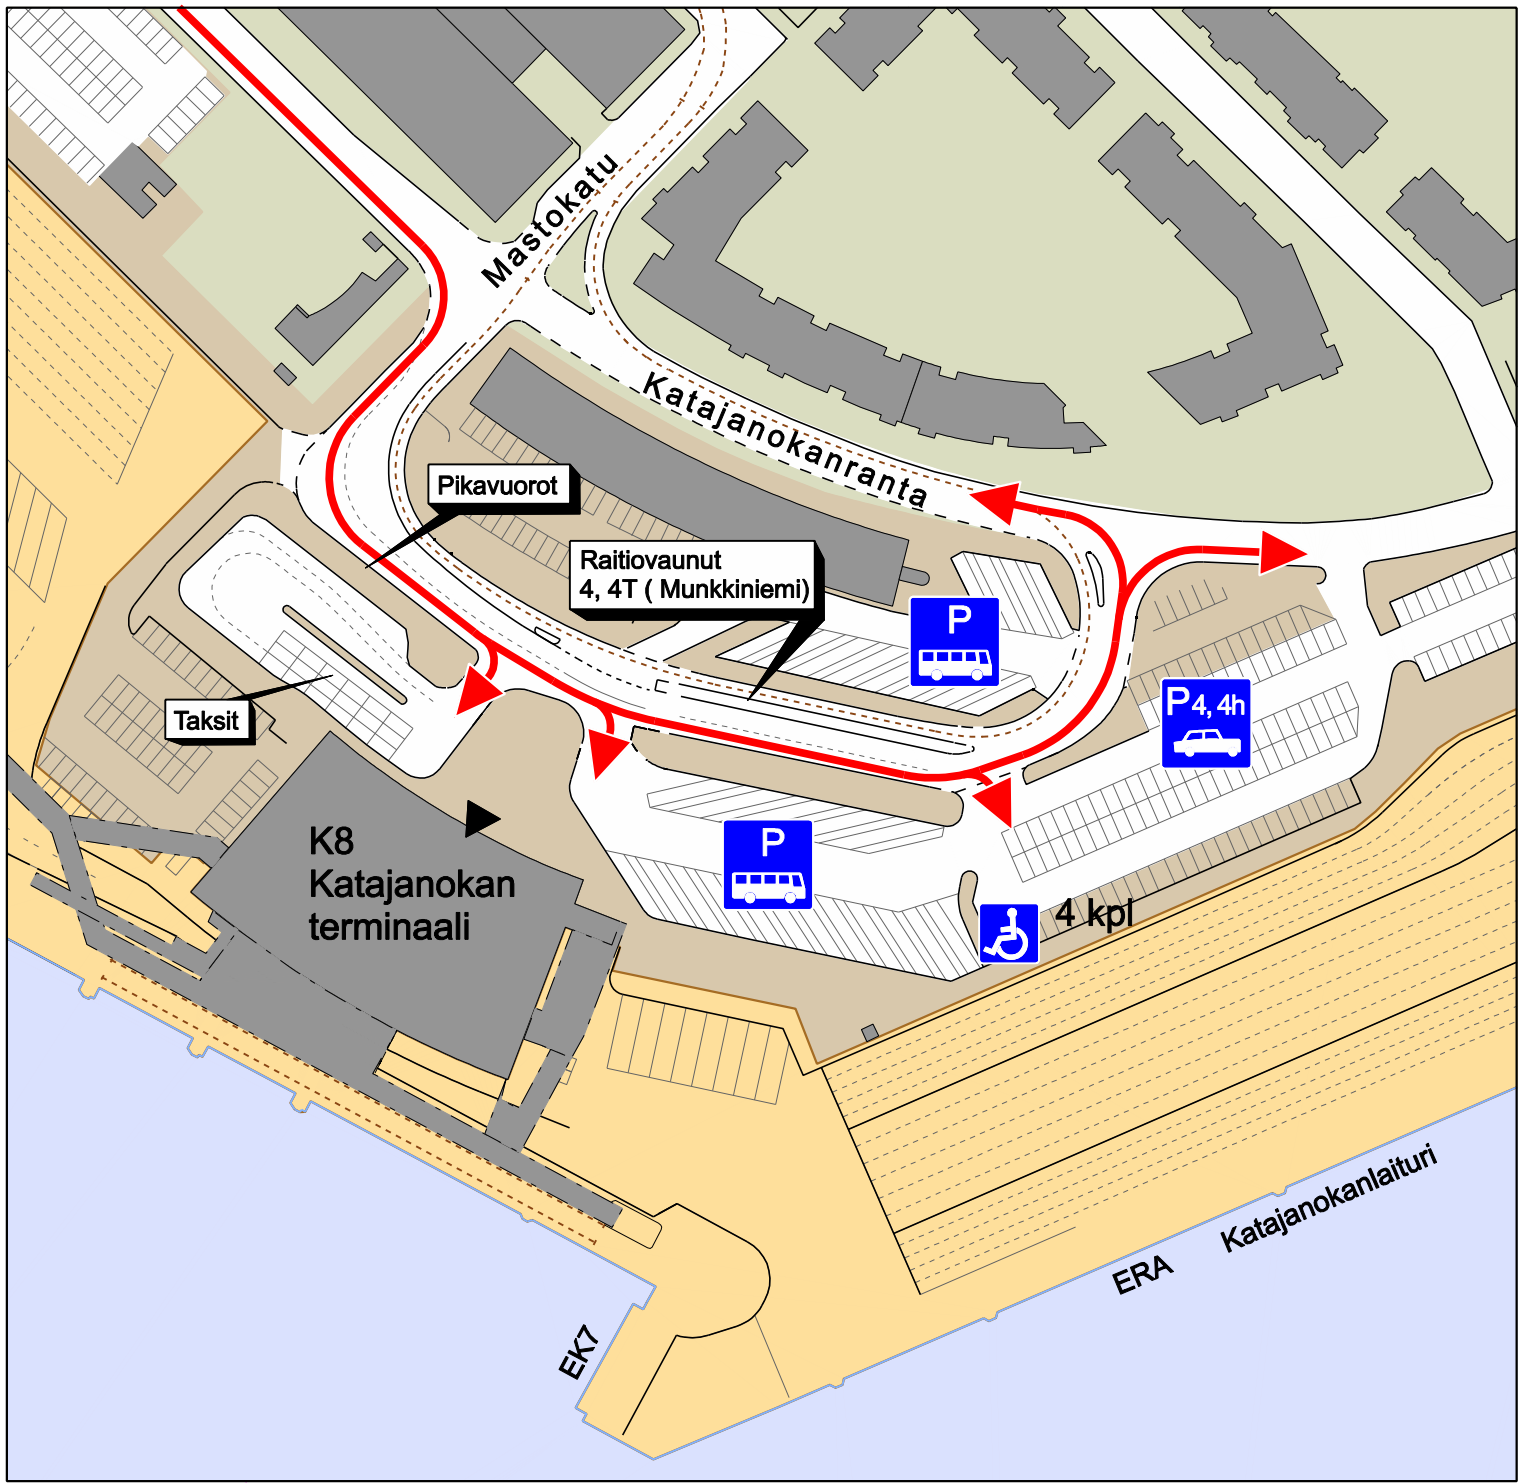 Mastokatu
Katajanokanranta
Pikavuorot
Raitiovaunut
4, 4T ( Munkkiniemi)
P
P4, 4h
Taksit
K8
Katajanokan
terminaali
P
4 kpl
Katajanokanlaituri
ERA
EK7